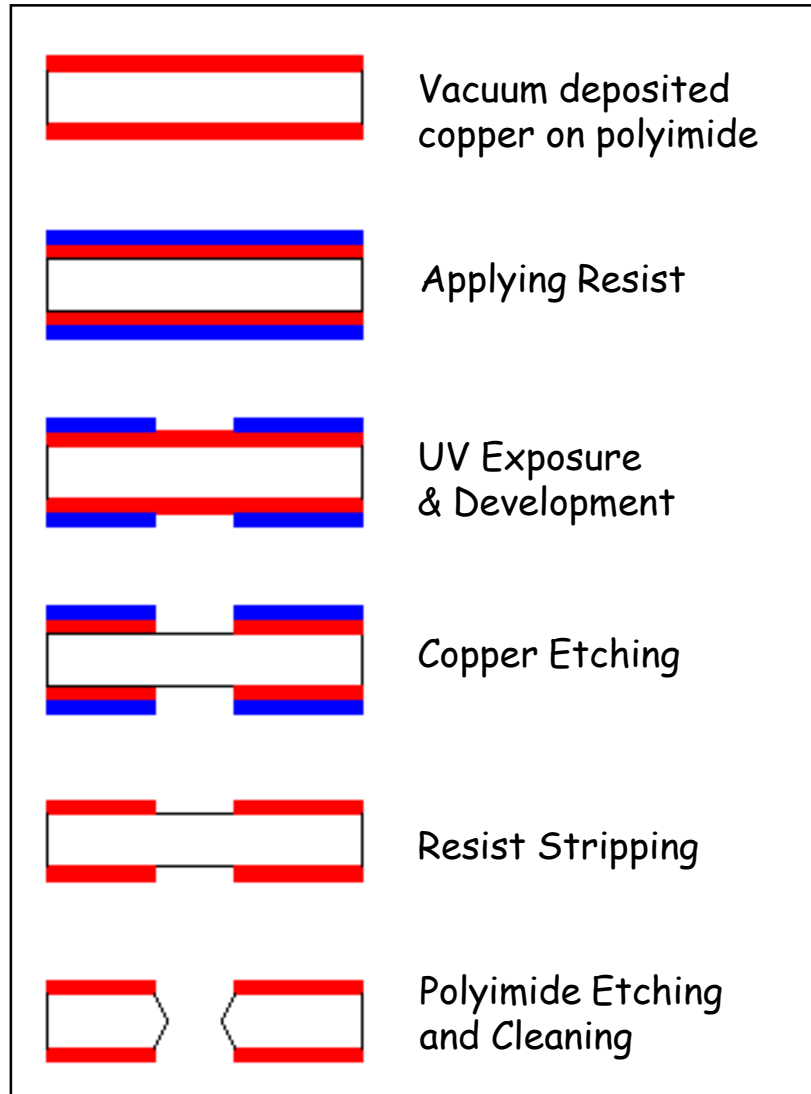 Vacuum deposited
copper on polyimide
Applying Resist
UV Exposure
& Development
Copper Etching
Resist Stripping
Polyimide Etching
and Cleaning